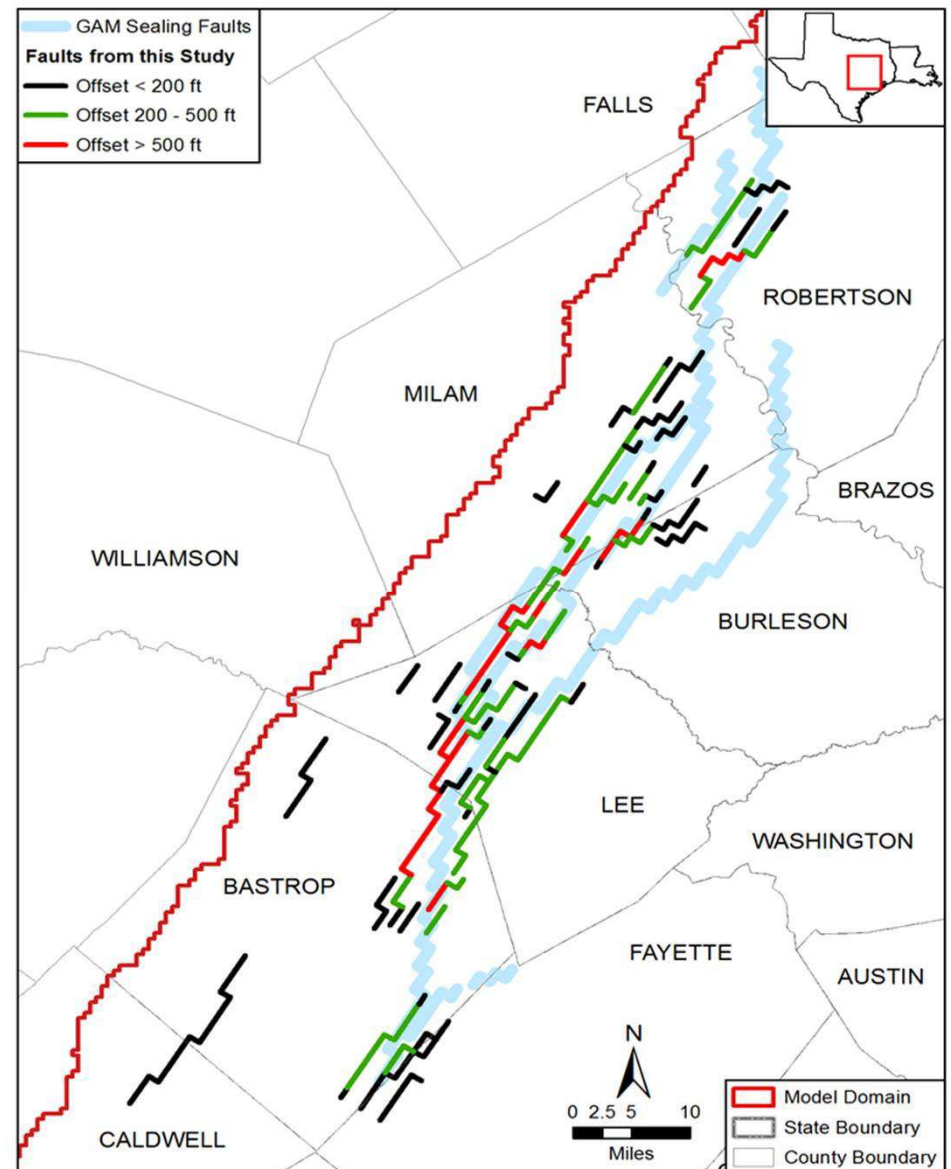 GAM Sealing Faults
Faults from this Study
Offset < 200 ft
Offset 200 - 500 ft
Offset > 500 ft
FALLS
ROBERTSON
MILAM
BRAZOS
WILLIAMSON
BURLESON
LEE
WASHINGTON
BASTROP
FAYETTE
AUSTIN
N
0 2.5 5 10
Miles
CALDWELL
Model Domain
State Boundary
County Boundary